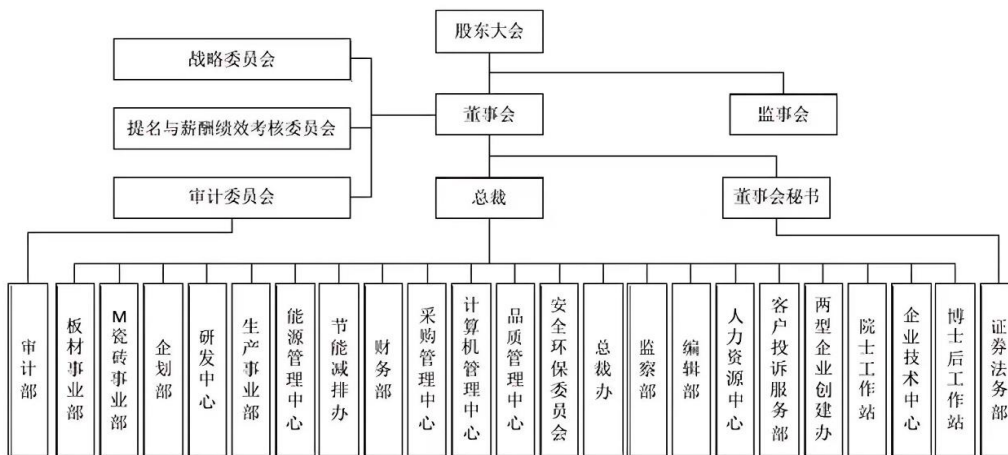 股东大会
战略委员会
董事会
监事会
提名与薪酬绩效考核委员会
审计委员会
总裁
董事会秘书
审计部
板材事业部
M瓷砖事业部
企划部
研发中心
生产事业部
能源管理中心
节能减排办
财务部
采购管理中心
计算机管理中心
品质管理中心
安全环保委员会
总裁办
监察部
编辑部
人力资源中心
客户投诉服务部
两型企业创建办
院士工作站
企业技术中心
博士后工作站
证券法务部